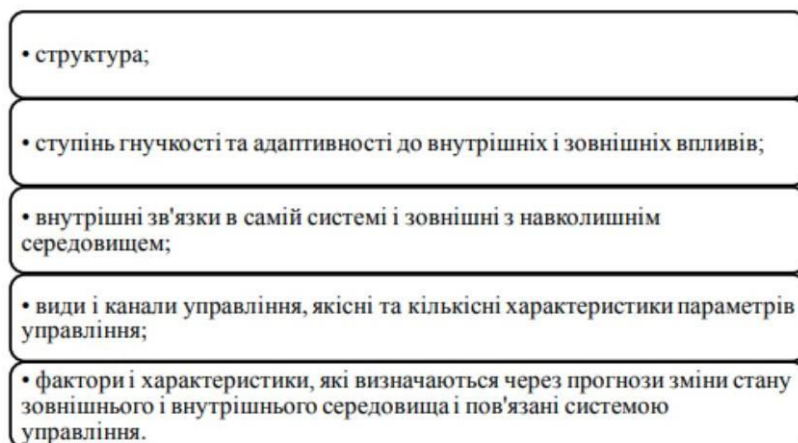 • структура;
• ступінь гнучкості та адаптивності до внутрішніх і зовнішніх впливів;
• внутрішні зв'язки в самій системі і зовнішні з навколишнім
середовищем;
• види і канали управління, якісні та кількісні характеристики параметрів
управління;
• фактори і характеристики, які визначаються через прогнози зміни стану
зовнішнього і внутрішнього середовища і пов'язані системою
управління.